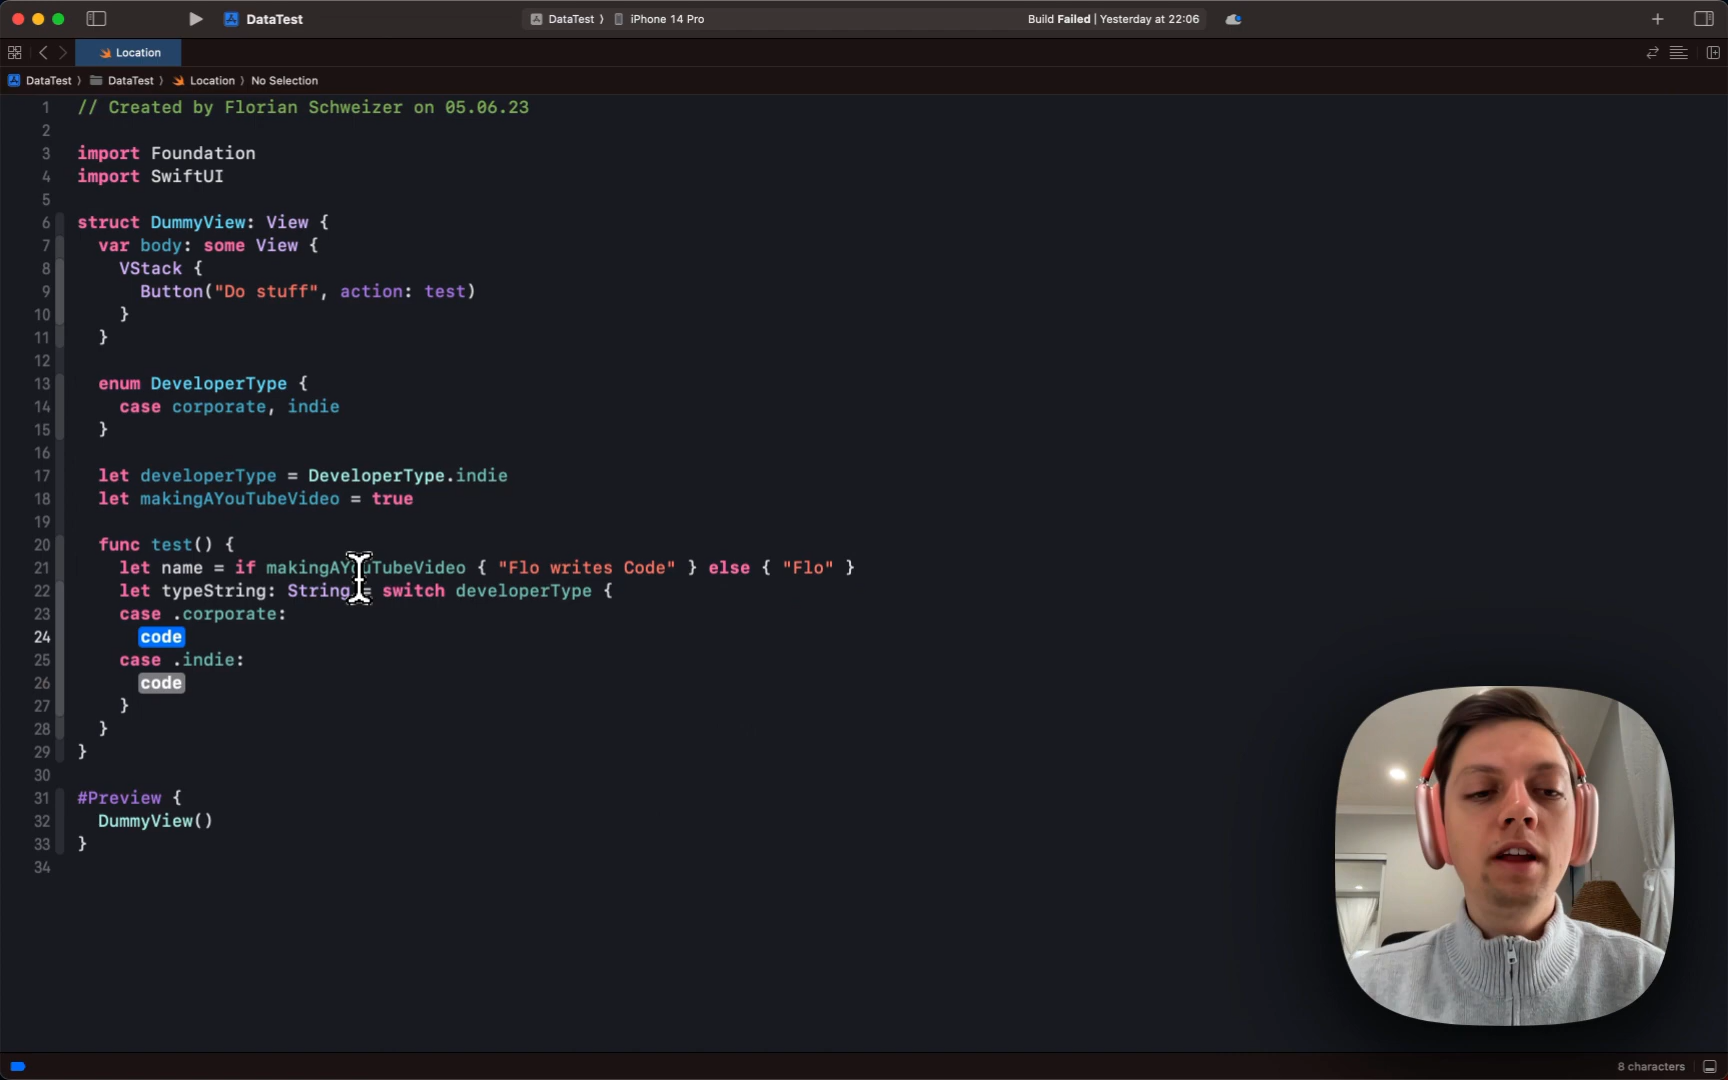 DataTest
DataTest 〉 iPhone 14 Pro
Build Failed | Yesterday at 22:06
Location
DataTest 〉 DataTest 〉 Location 〉 No Selection
1 // Created by Florian Schweizer on 05.06.23
2
3 import Foundation
4 import SwiftUI
5
6 struct DummyView: View {
7 var body: some View {
8 VStack {
9 Button("Do stuff", action: test)
10 }
11 }
12
13 enum DeveloperType {
14 case corporate, indie
15 }
16
17 let developerType = DeveloperType.indie
18 let makingAYouTubeVideo = true
19
20 func test() {
21 let name = if makingAYouTubeVideo { "Flo writes Code" } else { "Flo" }
22 let typeString: String = switch developerType {
23 case .corporate:
24 code
25 case .indie:
26 code
27 }
28 }
29 }
30
31 #Preview {
32 DummyView()
33 }
34
8 characters